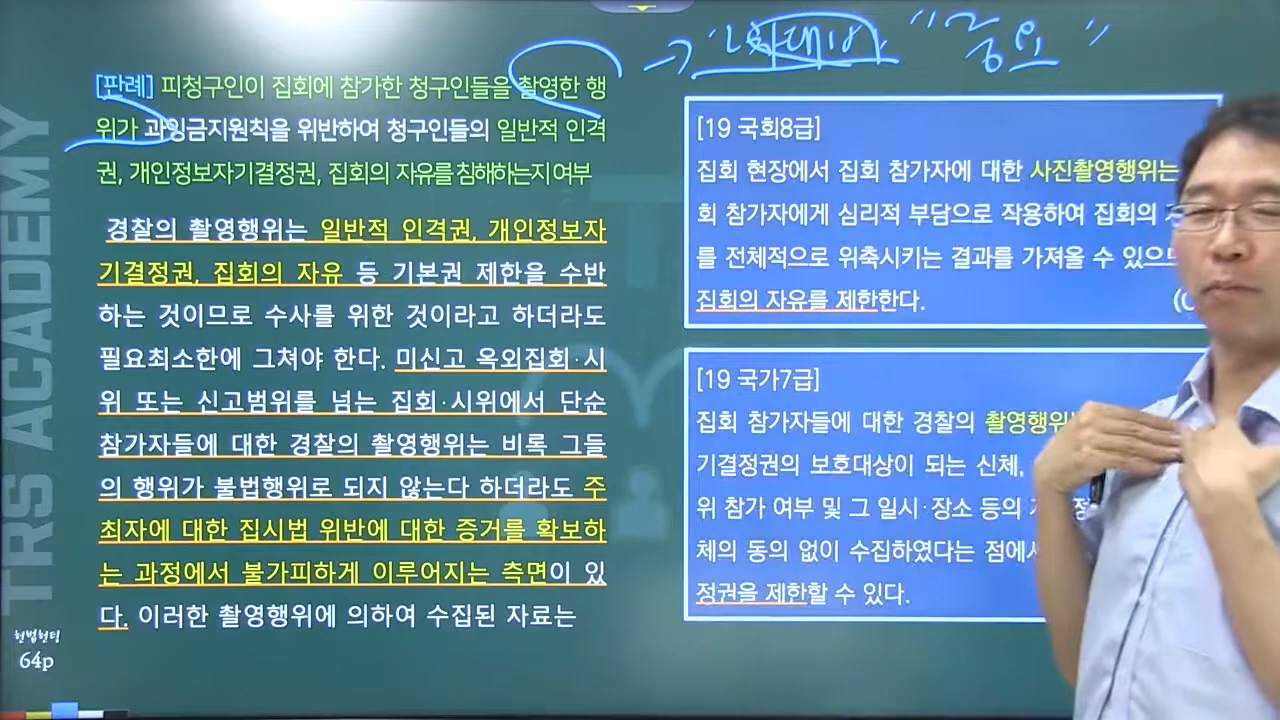 "중요"
[판례] 피청구인이 집회에 참가한 청구인들을 촬영한 행
위가 과잉금지원칙을 위반하여 청구인들의 일반적 인격
권, 개인정보자기결정권, 집회의 자유를 침해하는지 여부
경찰의 촬영행위는 일반적 인격권, 개인정보자
기결정권, 집회의 자유 등 기본권 제한을 수반
하는 것이므로 수사를 위한 것이라고 하더라도
필요최소한에 그쳐야 한다. 미신고 옥외집회·시
위 또는 신고범위를 넘는 집회·시위에서 단순
참가자들에 대한 경찰의 촬영행위는 비록 그들
의 행위가 불법행위로 되지 않는다 하더라도 주
최자에 대한 집시법 위반에 대한 증거를 확보하
는 과정에서 불가피하게 이루어지는 측면이 있
다. 이러한 촬영행위에 의하여 수집된 자료는
[19 국회8급]
집회 현장에서 집회 참가자에 대한 사진촬영행위는
회 참가자에게 심리적 부담으로 작용하여 집회의
를 전체적으로 위축시키는 결과를 가져올 수 있으므
집회의 자유를 제한한다.
[19 국가7급]
집회 참가자들에 대한 경찰의 촬영행위
기결정권의 보호대상이 되는 신체,
위 참가 여부 및 그 일시·장소 등의
체의 동의 없이 수집하였다는 점에서
정권을 제한할 수 있다.
TRS ACADEMY
헌법헌팅
64p